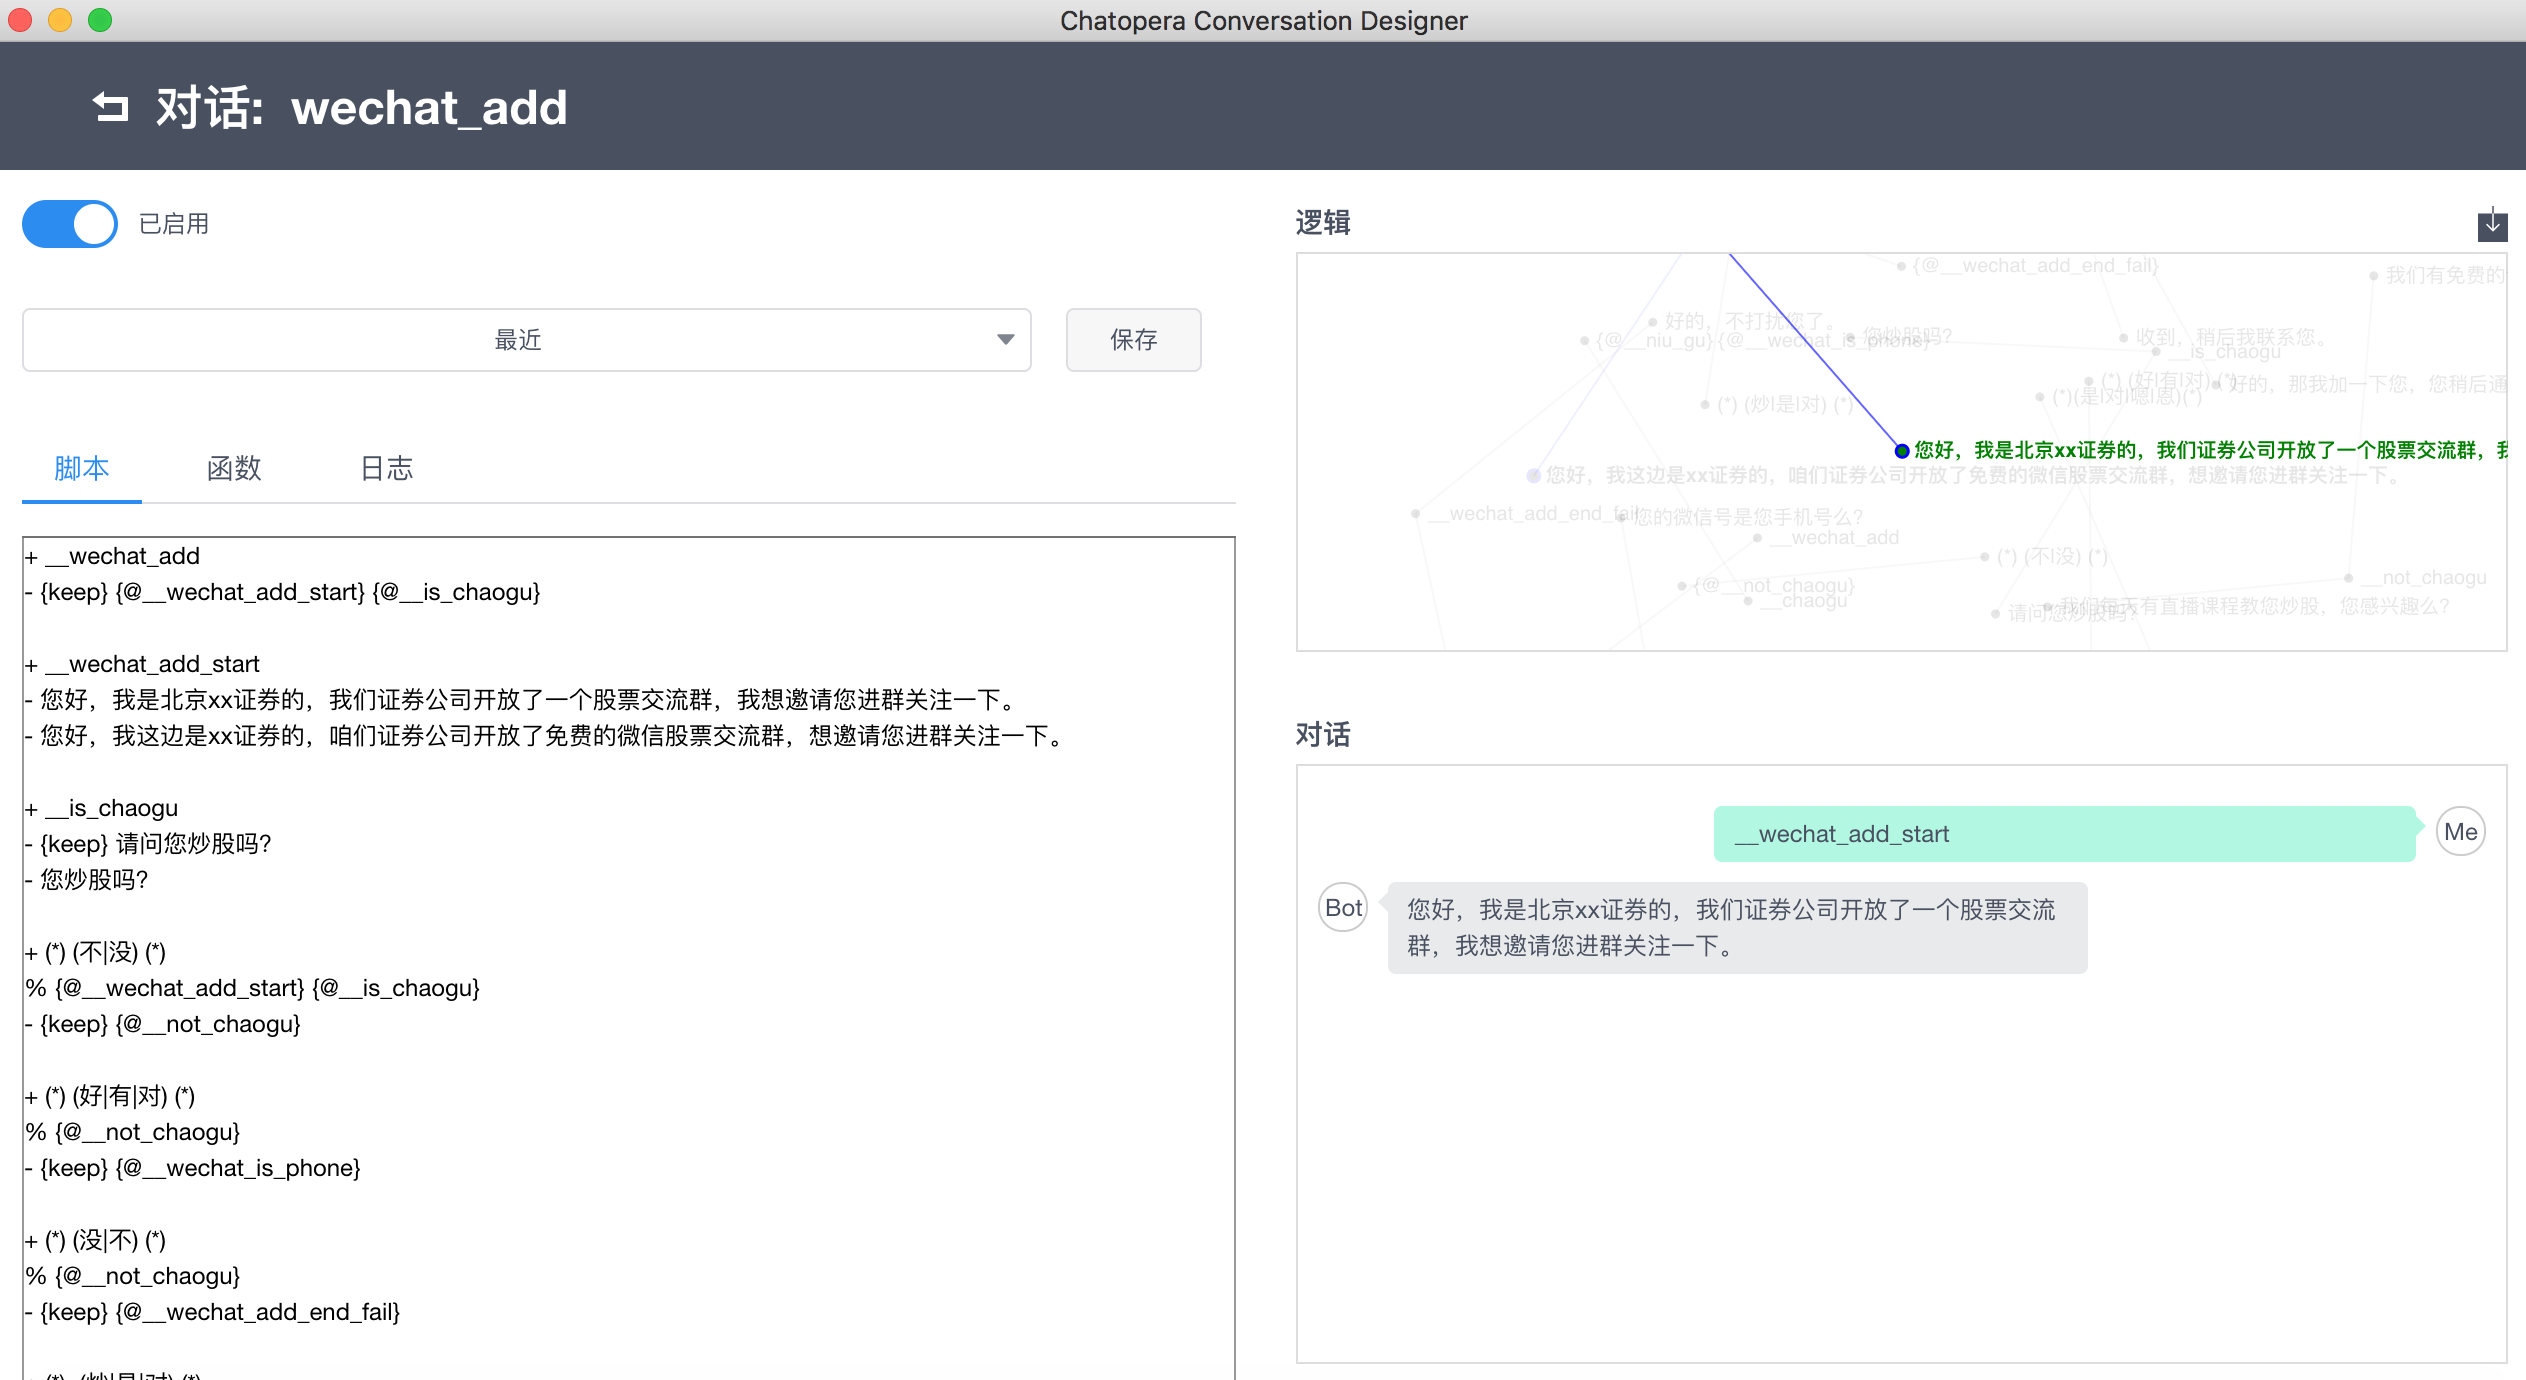 Chatopera Conversation Designer
对话: wechat_add
已启用
最近
保存
脚本
函数
日志
+ __wechat_add
- {keep} {@__wechat_add_start} {@__is_chaogu}
+ __wechat_add_start
- 您好，我是北京xx证券的，我们证券公司开放了一个股票交流群，我想邀请您进群关注一下。
- 您好，我这边是xx证券的，咱们证券公司开放了免费的微信股票交流群，想邀请您进群关注一下。
+ __is_chaogu
- {keep} 请问您炒股吗?
- 您炒股吗?
+ (*) (不|没) (*)
% {@__wechat_add_start} {@__is_chaogu}
- {keep} {@__not_chaogu}
+ (*) (好|有|对) (*)
% {@__not_chaogu}
- {keep} {@__wechat_is_phone}
+ (*) (没|不) (*)
% {@__not_chaogu}
- {keep} {@__wechat_add_end_fail}
逻辑
{@__wechat_add_end_fail}
我们有免费的
好的，不打扰您了。
{@__niu_gu} {@__wechat_is_phone}
您炒股吗?
收到，稍后我联系您。
__is_chaogu
(*) (好|有|对) (*)
好的，那我加一下您，您稍后通
(*)(是|对|嗯|恩)(*)
(*) (炒|是|对) (*)
您好，我是北京xx证券的，我们证券公司开放了一个股票交流群，我
您好，我这边是xx证券的，咱们证券公司开放了免费的微信股票交流群，想邀请您进群关注一下。
__wechat_add_end_fail
您的微信号是您手机号么?
__wechat_add
(*) (不|没) (*)
__not_chaogu
{@__not_chaogu}
__chaogu
我们每天有直播课程教您炒股，您感兴趣么?
请问您炒股吗?
对话
__wechat_add_start
Me
Bot
您好，我是北京xx证券的，我们证券公司开放了一个股票交流
群，我想邀请您进群关注一下。